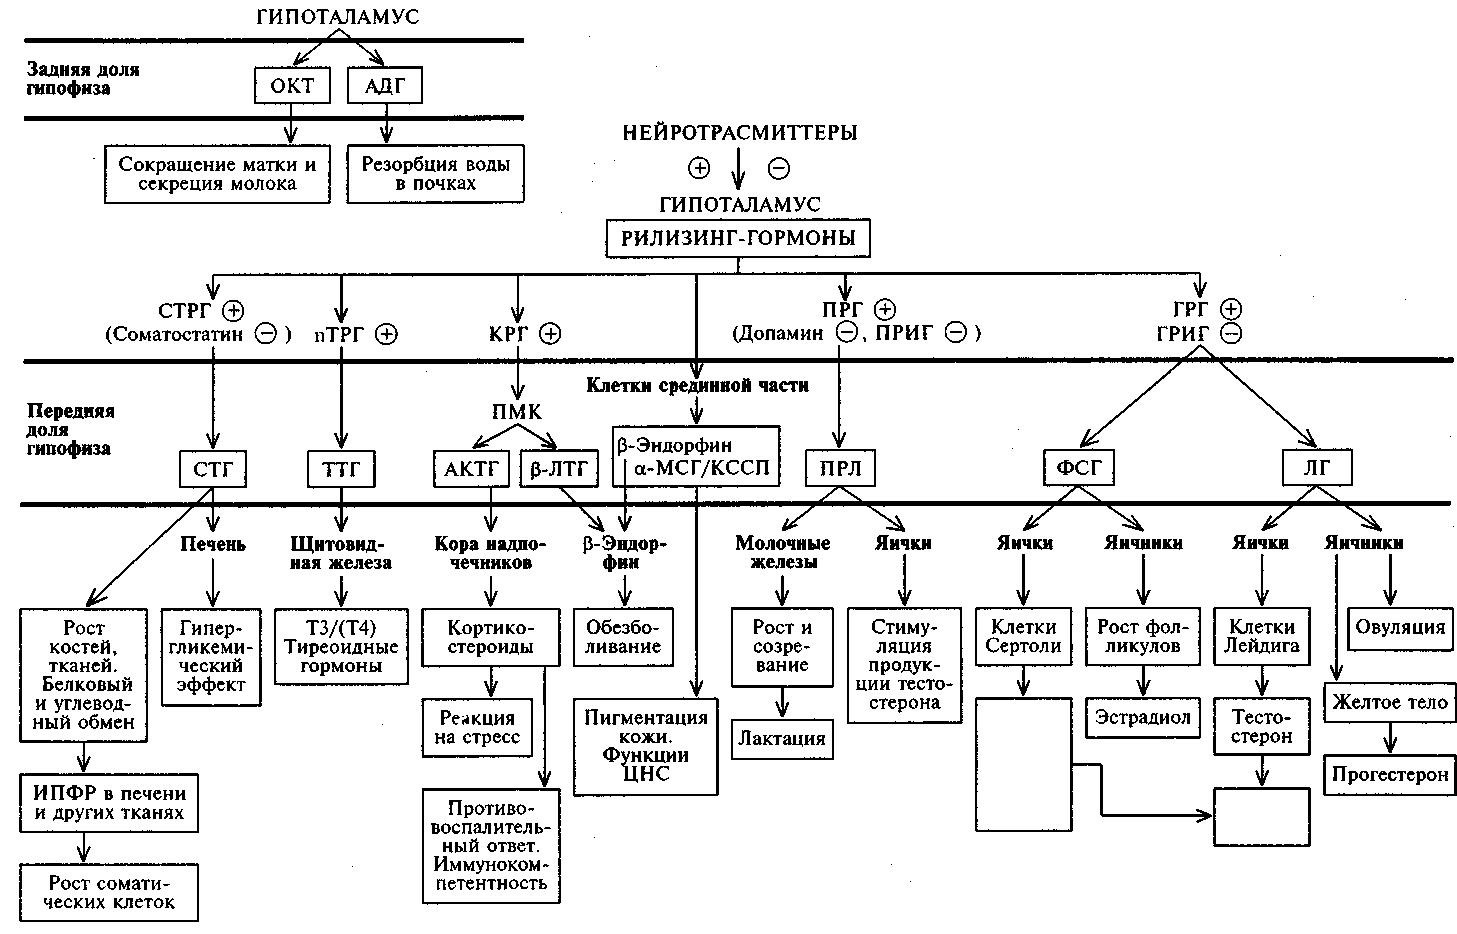 ГИПОТАЛАМУС
Задняя доля
гипофиза
ОКТ
АДГ
Сокращение матки и
секреция молока
Резорбция воды
в почках
НЕЙРОТРАСМИТТЕРЫ
+ −
ГИПОТАЛАМУС
РИЛИЗИНГ-ГОРМОНЫ
СТРГ +
(Соматостатин − )
пТРГ +
КРГ +
ПРГ +
(Допамин −, ПРИГ − )
ГРГ +
ГРИГ −
Передняя
доля
гипофиза
СТГ
ТТГ
ПМК
АКТГ
β-ЛТГ
Клетки срединной части
β-Эндорфин
α-МСГ/КССП
ПРЛ
ФСГ
ЛГ
Печень
Щитовид-
ная железа
Кора надпо-
чечников
β-Эндор-
фин
Молочные
железы
Яички
Яички
Яичники
Яички
Яичники
Рост
костей,
тканей.
Белковый
и углевод-
ный обмен
Гипер-
гликеми-
ческий
эффект
Т3/(Т4)
Тиреоидные
гормоны
Кортико-
стероиды
Обезбо-
ливание
Рост и
созре-
вание
Стиму-
ляция
продук-
ции тесто-
стерона
Клетки
Сертоли
Рост фол-
ликулов
Клетки
Лейдига
Овуляция
Реакция
на стресс
Пигментация
кожи.
Функции
ЦНС
Лактация
Эстрадиол
Тесто-
стерон
Желтое тело
Прогестерон
ИПФР в печени
и других тканях
Противо-
воспалитель-
ный ответ.
Иммуноком-
петентность
Рост сомати-
ческих клеток